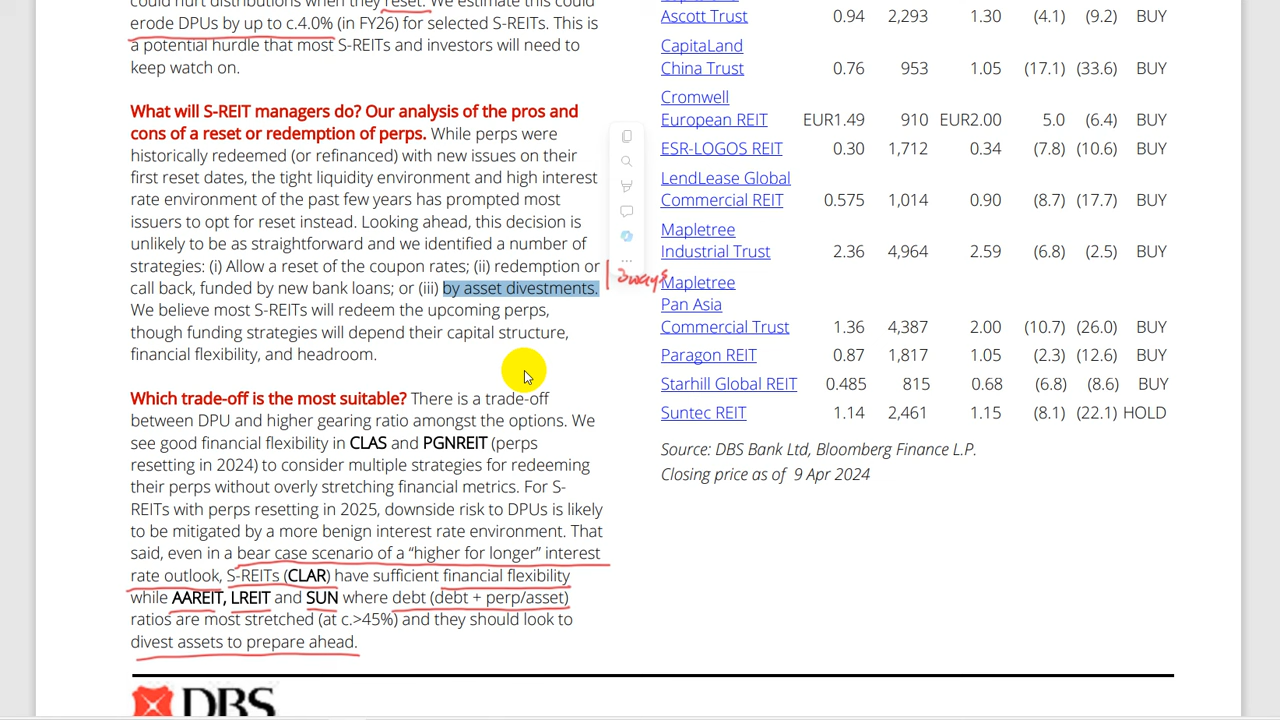 could hurt distributions when they reset. We estimate this could
erode DPUs by up to c.4.0% (in FY26) for selected S-REITs. This is
a potential hurdle that most S-REITs and investors will need to
keep watch on.
What will S-REIT managers do? Our analysis of the pros and
cons of a reset or redemption of perps. While perps were
historically redeemed (or refinanced) with new issues on their
first reset dates, the tight liquidity environment and high interest
rate environment of the past few years has prompted most
issuers to opt for reset instead. Looking ahead, this decision is
unlikely to be as straightforward and we identified a number of
strategies: (i) Allow a reset of the coupon rates; (ii) redemption or
call back, funded by new bank loans; or (iii) by asset divestments.
We believe most S-REITs will redeem the upcoming perps,
though funding strategies will depend their capital structure,
financial flexibility, and headroom.
Which trade-off is the most suitable? There is a trade-off
between DPU and higher gearing ratio amongst the options. We
see good financial flexibility in CLAS and PGNREIT (perps
resetting in 2024) to consider multiple strategies for redeeming
their perps without overly stretching financial metrics. For S-
REITs with perps resetting in 2025, downside risk to DPUs is likely
to be mitigated by a more benign interest rate environment. That
said, even in a bear case scenario of a “higher for longer” interest
rate outlook, S-REITs (CLAR) have sufficient financial flexibility
while AAREIT, LREIT and SUN where debt (debt + perp/asset)
ratios are most stretched (at c.>45%) and they should look to
divest assets to prepare ahead.
DBS
3 ways
Ascott Trust 0.94 2,293 1.30 (4.1) (9.2) BUY
CapitaLand
China Trust 0.76 953 1.05 (17.1) (33.6) BUY
Cromwell
European REIT EUR1.49 910 EUR2.00 5.0 (6.4) BUY
ESR-LOGOS REIT 0.30 1,712 0.34 (7.8) (10.6) BUY
LendLease Global
Commercial REIT 0.575 1,014 0.90 (8.7) (17.7) BUY
Mapletree
Industrial Trust 2.36 4,964 2.59 (6.8) (2.5) BUY
Mapletree
Pan Asia
Commercial Trust 1.36 4,387 2.00 (10.7) (26.0) BUY
Paragon REIT 0.87 1,817 1.05 (2.3) (12.6) BUY
Starhill Global REIT 0.485 815 0.68 (6.8) (8.6) BUY
Suntec REIT 1.14 2,461 1.15 (8.1) (22.1) HOLD
Source: DBS Bank Ltd, Bloomberg Finance L.P.
Closing price as of 9 Apr 2024